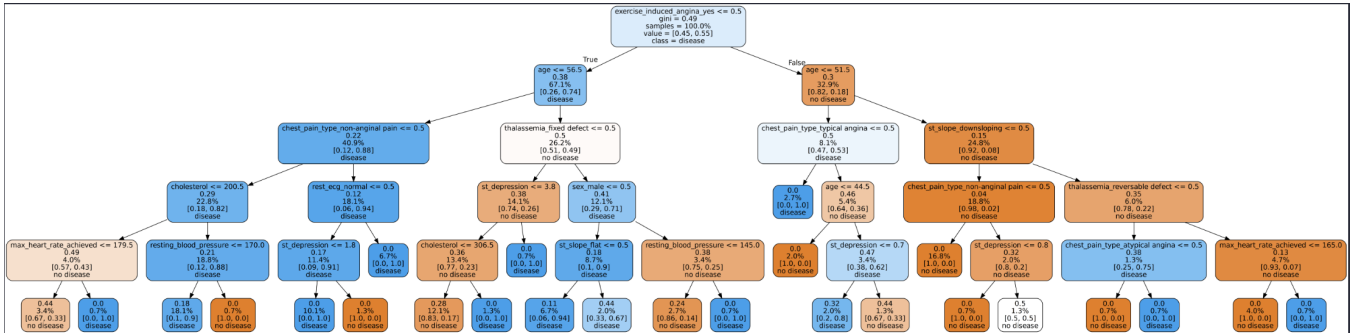 exercise_induced_angina_yes <= 0.5
gini = 0.49
samples = 100.0%
value = [0.45, 0.55]
class = disease
True
False
age <= 56.5
0.38
67.1%
[0.26, 0.74]
disease
age <= 51.5
0.3
32.9%
[0.82, 0.18]
no disease
chest_pain_type_non-anginal pain <= 0.5
0.22
40.9%
[0.12, 0.88]
disease
thalassemia_fixed defect <= 0.5
0.5
26.2%
[0.51, 0.49]
no disease
chest_pain_type_typical angina <= 0.5
0.5
8.1%
[0.47, 0.53]
disease
st_slope_downsloping <= 0.5
0.15
24.8%
[0.92, 0.08]
no disease
cholesterol <= 200.5
0.29
22.8%
[0.18, 0.82]
disease
rest_ecg_normal <= 0.5
0.12
18.1%
[0.06, 0.94]
disease
st_depression <= 3.8
0.38
14.1%
[0.74, 0.26]
no disease
sex_male <= 0.5
0.41
12.1%
[0.29, 0.71]
disease
0.0
2.7%
[0.0, 1.0]
disease
age <= 44.5
0.46
5.4%
[0.64, 0.36]
no disease
chest_pain_type_non-anginal pain <= 0.5
0.04
18.8%
[0.98, 0.02]
no disease
thalassemia_reversable defect <= 0.5
0.35
6.0%
[0.78, 0.22]
no disease
max_heart_rate_achieved <= 179.5
0.49
4.0%
[0.57, 0.43]
no disease
resting_blood_pressure <= 170.0
0.21
18.8%
[0.12, 0.88]
disease
st_depression <= 1.8
0.17
11.4%
[0.09, 0.91]
disease
0.0
6.7%
[0.0, 1.0]
disease
cholesterol <= 306.5
0.36
13.4%
[0.77, 0.23]
no disease
0.0
0.7%
[0.0, 1.0]
disease
st_slope_flat <= 0.5
0.18
8.7%
[0.1, 0.9]
disease
resting_blood_pressure <= 145.0
0.38
3.4%
[0.75, 0.25]
no disease
0.0
2.0%
[1.0, 0.0]
no disease
st_depression <= 0.7
0.47
3.4%
[0.38, 0.62]
disease
0.0
16.8%
[1.0, 0.0]
no disease
st_depression <= 0.8
0.32
2.0%
[0.8, 0.2]
no disease
chest_pain_type_atypical angina <= 0.5
0.38
1.3%
[0.25, 0.75]
disease
max_heart_rate_achieved <= 165.0
0.13
4.7%
[0.93, 0.07]
no disease
0.44
3.4%
[0.67, 0.33]
no disease
0.0
0.7%
[0.0, 1.0]
disease
0.18
18.1%
[0.1, 0.9]
disease
0.0
0.7%
[1.0, 0.0]
no disease
0.0
10.1%
[0.0, 1.0]
disease
0.0
1.3%
[1.0, 0.0]
no disease
0.28
12.1%
[0.83, 0.17]
no disease
0.0
1.3%
[0.0, 1.0]
disease
0.11
6.7%
[0.06, 0.94]
disease
0.44
2.0%
[0.33, 0.67]
disease
0.24
2.7%
[0.86, 0.14]
no disease
0.0
0.7%
[0.0, 1.0]
disease
0.32
2.0%
[0.2, 0.8]
disease
0.44
1.3%
[0.67, 0.33]
no disease
0.0
0.7%
[1.0, 0.0]
no disease
0.5
1.3%
[0.5, 0.5]
no disease
0.0
0.7%
[1.0, 0.0]
no disease
0.0
0.7%
[0.0, 1.0]
disease
0.0
4.0%
[1.0, 0.0]
no disease
0.0
0.7%
[0.0, 1.0]
disease